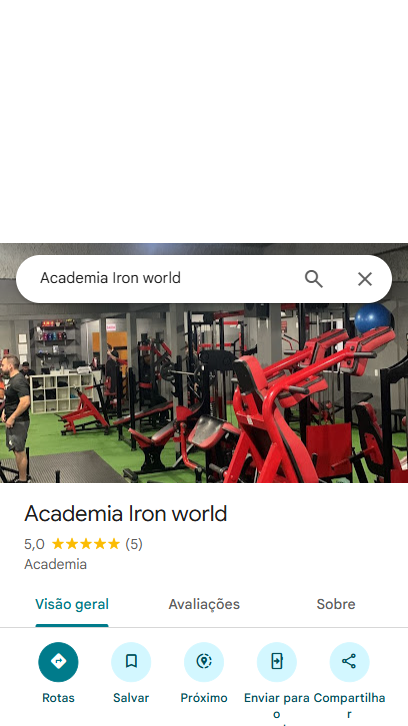 Academia Iron world
Academia Iron world
5,0 (5)
Academia
Visão geral Avaliações Sobre
Rotas Salvar Próximo Enviar para Compartilha
o r